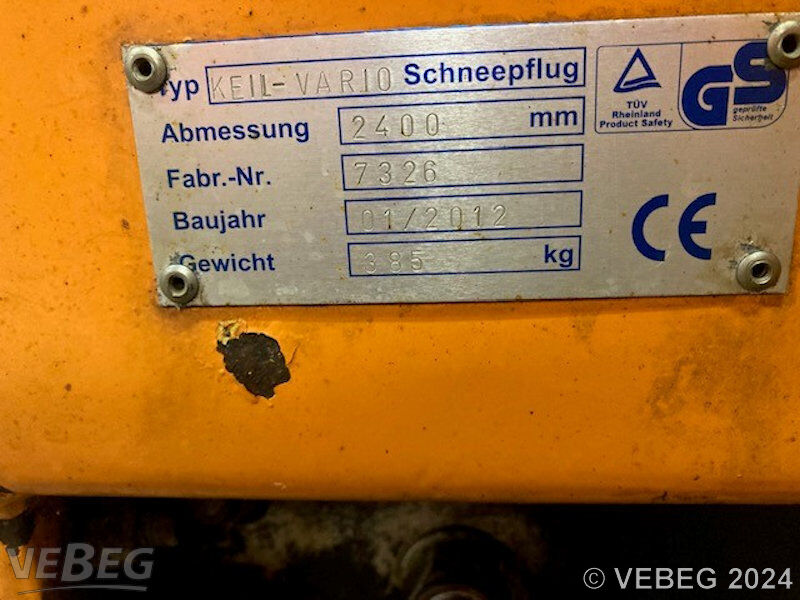 Typ KEIL-VARIO Schneepflug
Abmessung 2400 mm
Fabr.-Nr. 7326
Baujahr 01/2012
Gewicht 385 kg
TÜV
Rheinland
Product Safety
GS
geprüfte
Sicherheit
CE
VEBEG
© VEBEG 2024